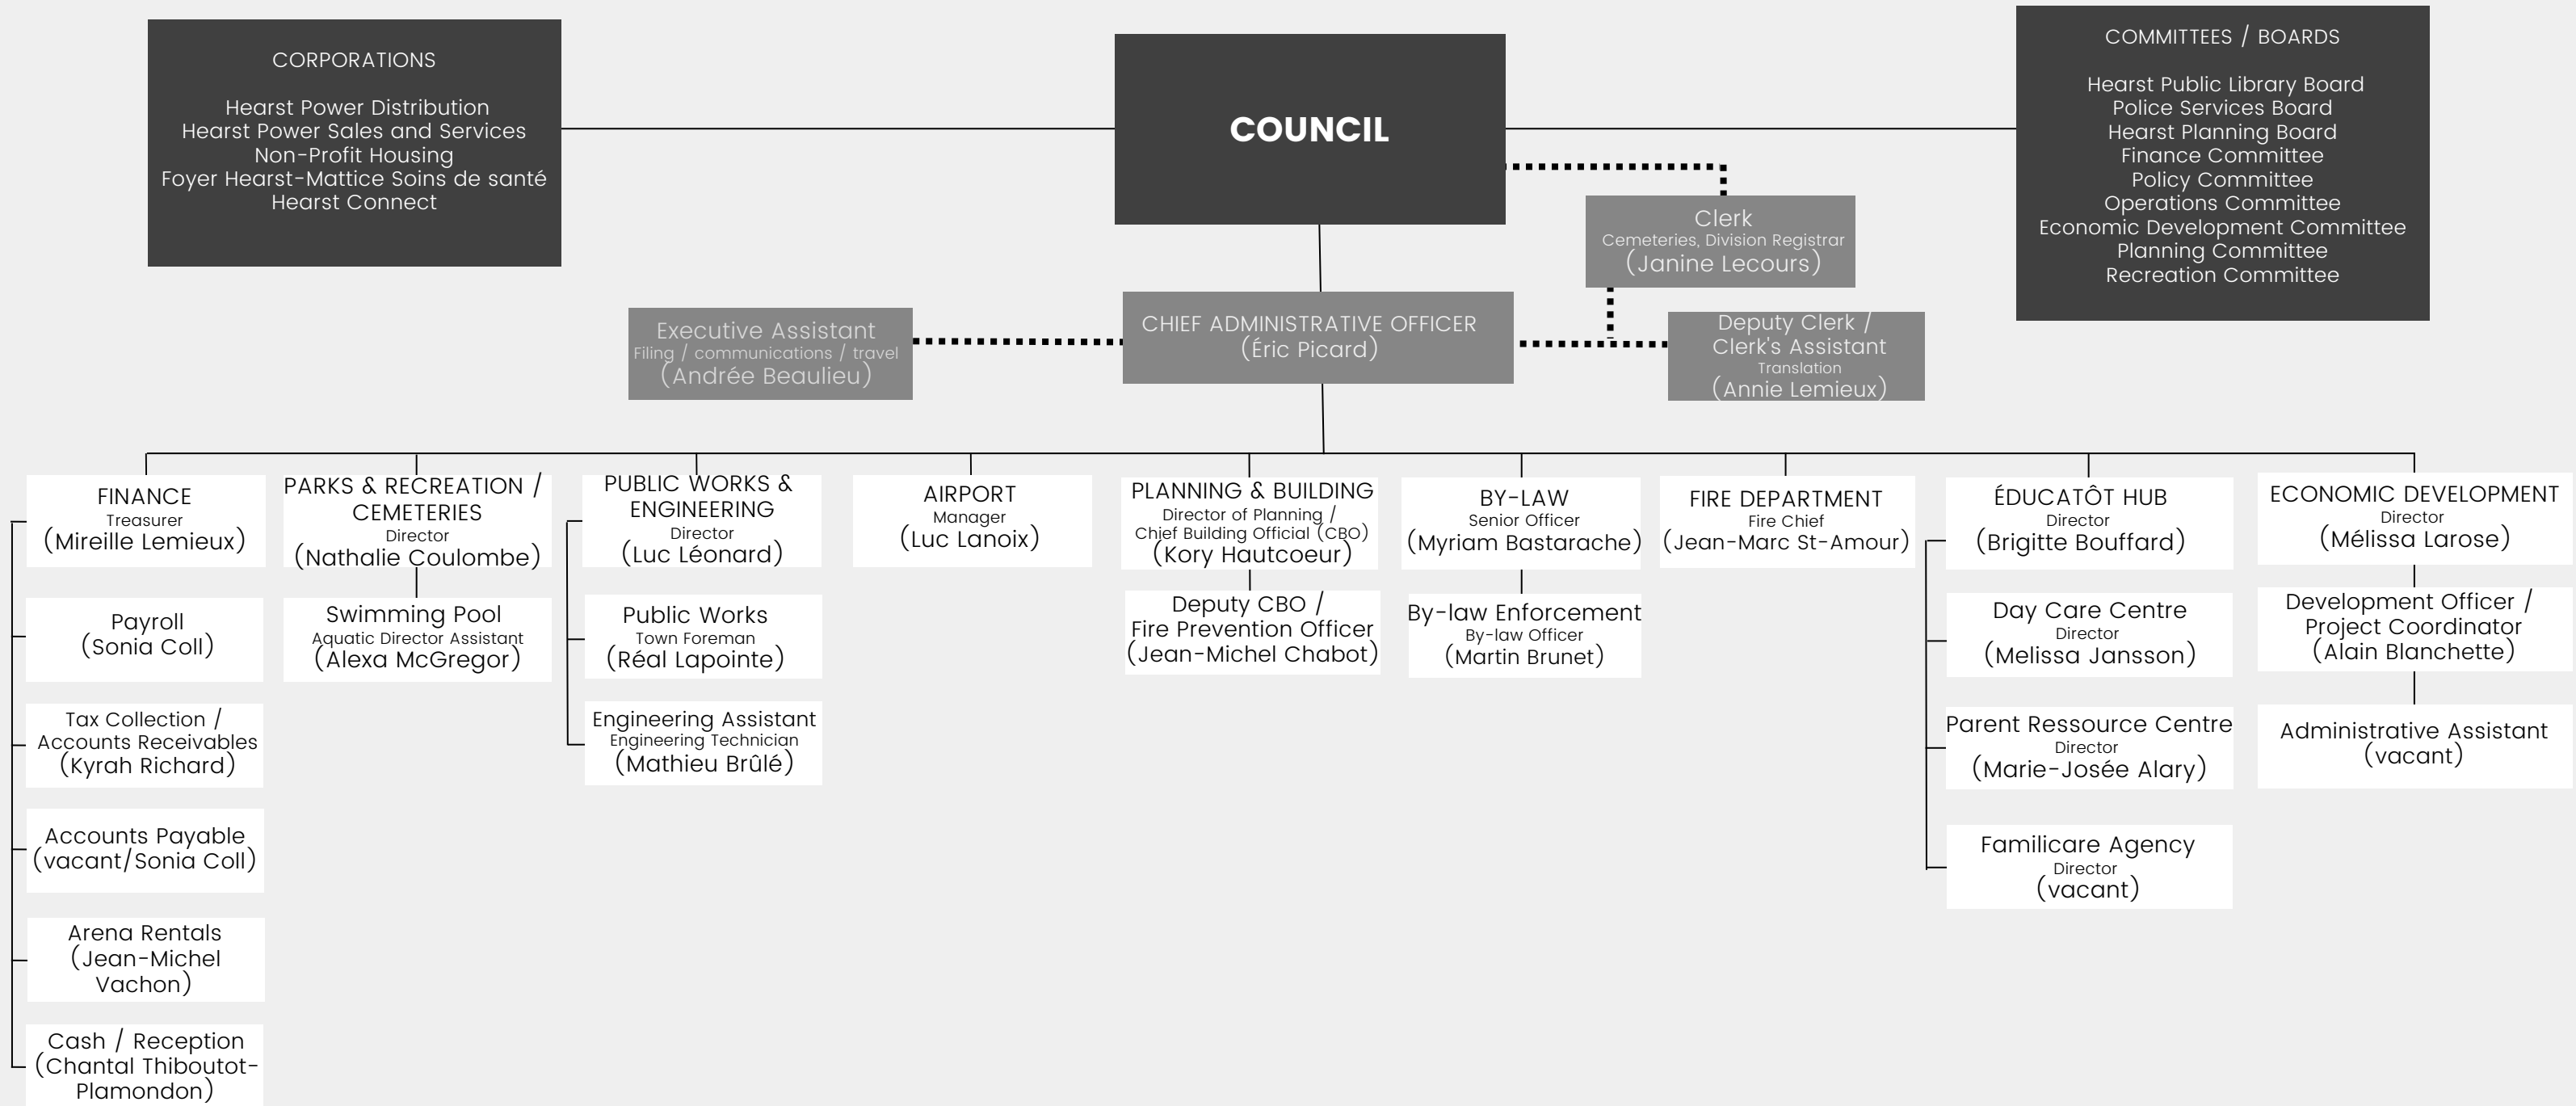 CORPORATIONS
Hearst Power Distribution
Hearst Power Sales and Services
Non-Profit Housing
Foyer Hearst-Mattice Soins de santé
Hearst Connect
COUNCIL
COMMITTEES / BOARDS
Hearst Public Library Board
Police Services Board
Hearst Planning Board
Finance Committee
Policy Committee
Operations Committee
Economic Development Committee
Planning Committee
Recreation Committee
Clerk
Cemeteries, Division Registrar
(Janine Lecours)
Executive Assistant
Filing / communications / travel
(Andrée Beaulieu)
CHIEF ADMINISTRATIVE OFFICER
(Éric Picard)
Deputy Clerk /
Clerk's Assistant
Translation
(Annie Lemieux)
FINANCE
Treasurer
(Mireille Lemieux)
Payroll
(Sonia Coll)
Tax Collection /
Accounts Receivables
(Kyrah Richard)
Accounts Payable
(vacant/Sonia Coll)
Arena Rentals
(Jean-Michel
Vachon)
Cash / Reception
(Chantal Thiboutot-
Plamondon)
PARKS & RECREATION /
CEMETERIES
Director
(Nathalie Coulombe)
Swimming Pool
Aquatic Director Assistant
(Alexa McGregor)
PUBLIC WORKS &
ENGINEERING
Director
(Luc Léonard)
Public Works
Town Foreman
(Réal Lapointe)
Engineering Assistant
Engineering Technician
(Mathieu Brûlé)
AIRPORT
Manager
(Luc Lanoix)
PLANNING & BUILDING
Director of Planning /
Chief Building Official (CBO)
(Kory Hautcoeur)
Deputy CBO /
Fire Prevention Officer
(Jean-Michel Chabot)
BY-LAW
Senior Officer
(Myriam Bastarache)
By-law Enforcement
By-law Officer
(Martin Brunet)
FIRE DEPARTMENT
Fire Chief
(Jean-Marc St-Amour)
ÉDUCATÔT HUB
Director
(Brigitte Bouffard)
Day Care Centre
Director
(Melissa Jansson)
Parent Ressource Centre
Director
(Marie-Josée Alary)
Familicare Agency
Director
(vacant)
ECONOMIC DEVELOPMENT
Director
(Mélissa Larose)
Development Officer /
Project Coordinator
(Alain Blanchette)
Administrative Assistant
(vacant)